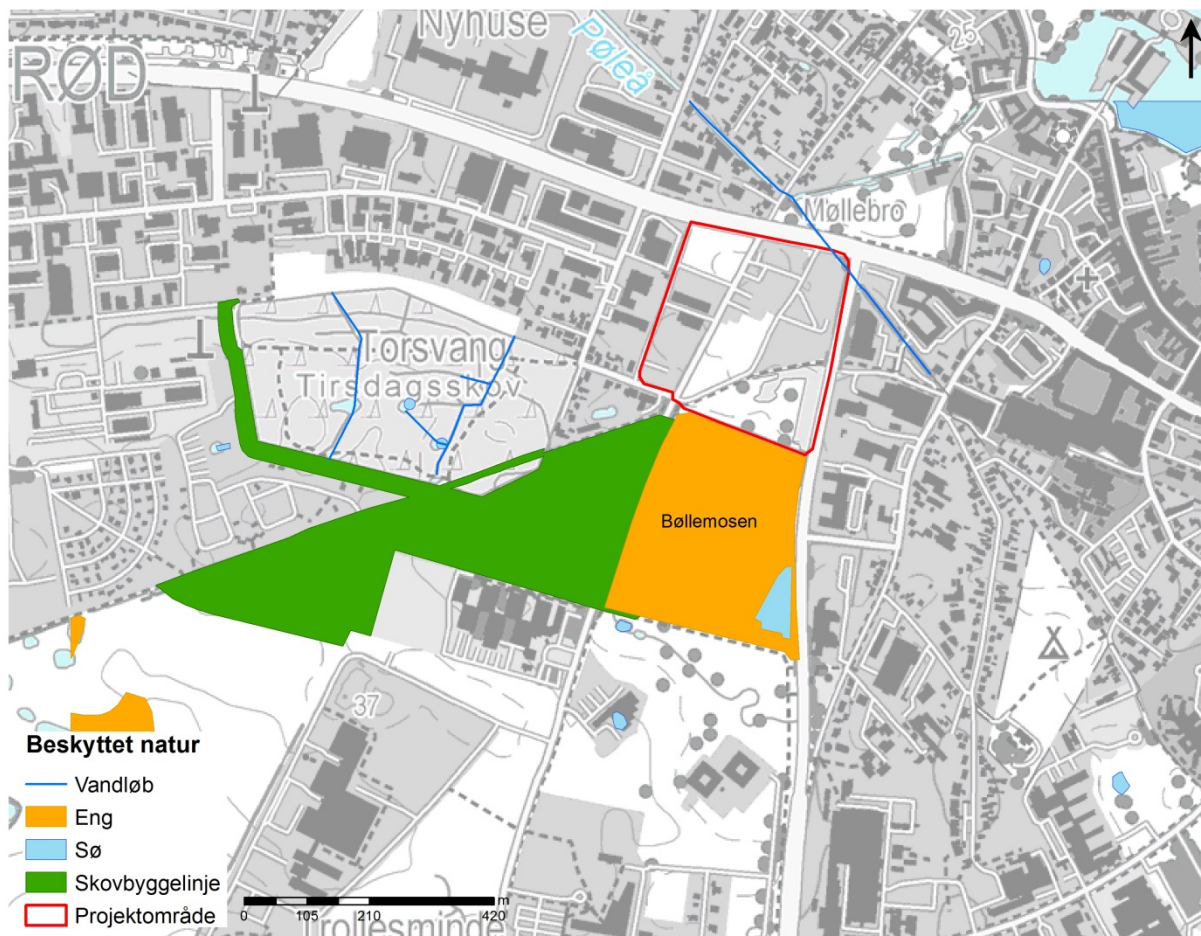 Nyhuse
RØD
Pøleå
25
Møllebro
Torsvang
Tirsdagsskov
Bøllemosen
37
Beskyttet natur
Vandløb
Eng
Sø
Skovbyggelinje
Projektområde
m
0 105 210 420
Trollesminde